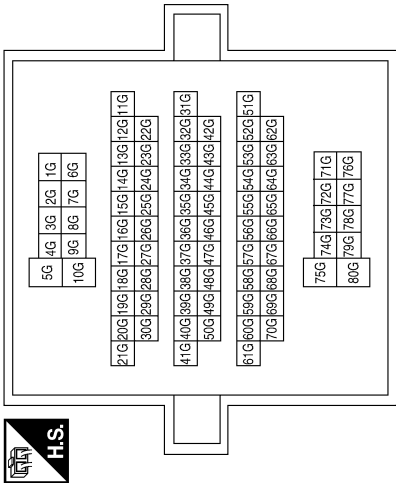 H.S.
5G 4G 3G 2G 1G
10G 9G 8G 7G 6G
21G 20G 19G 18G 17G 16G 15G 14G 13G 12G 11G
30G 29G 28G 27G 26G 25G 24G 23G 22G
41G 40G 39G 38G 37G 36G 35G 34G 33G 32G 31G
50G 49G 48G 47G 46G 45G 44G 43G 42G
61G 60G 59G 58G 57G 56G 55G 54G 53G 52G 51G
70G 69G 68G 67G 66G 65G 64G 63G 62G
75G 74G 73G 72G 71G
80G 79G 78G 77G 76G